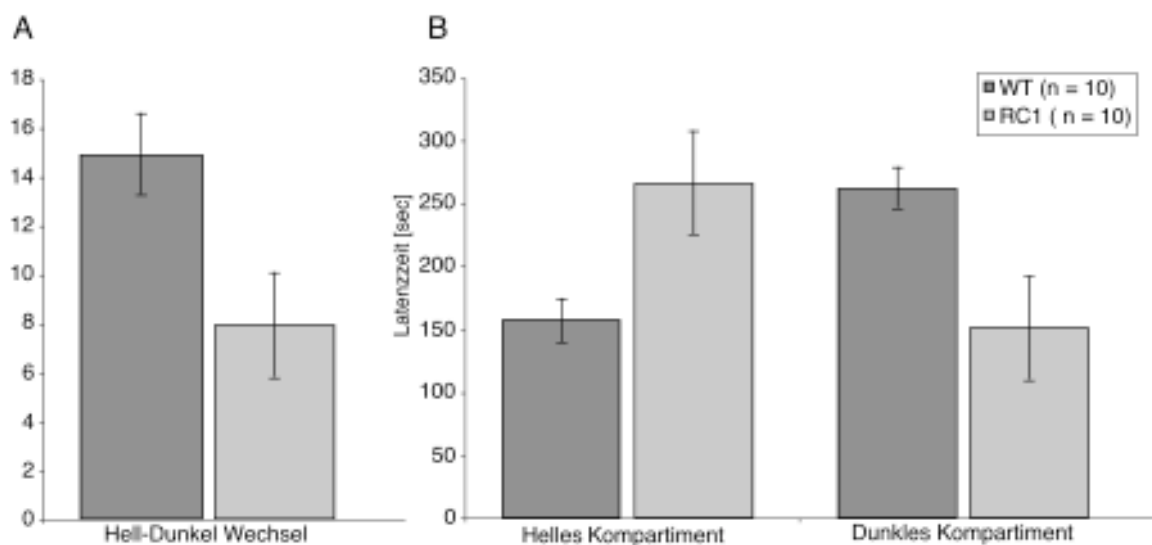 A
18
16
14
12
10
8
6
4
2
0
Hell-Dunkel Wechsel
B
350
300
250
200
150
100
50
0
Latenzzeit [sec]
WT (n = 10)
RC1 ( n = 10)
Helles Kompartiment
Dunkles Kompartiment